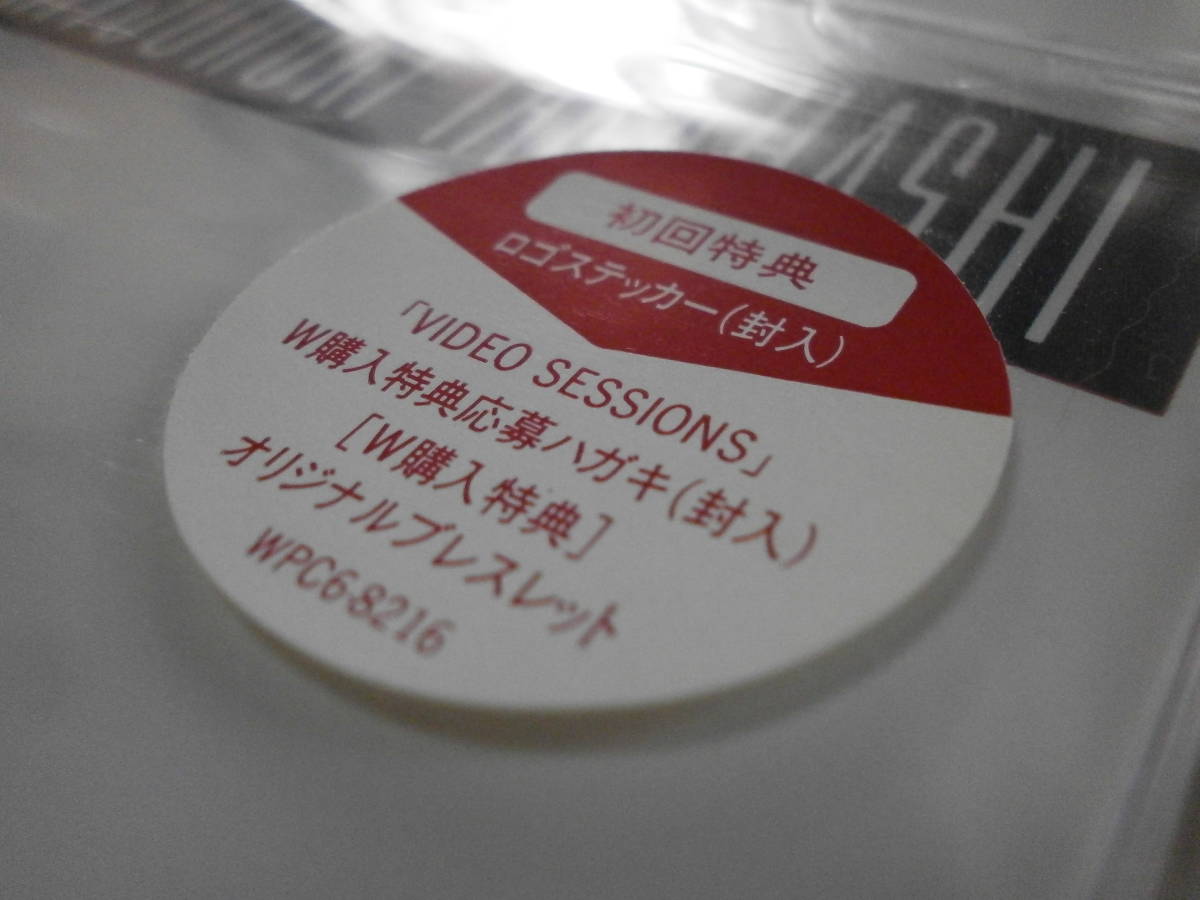 ASHI
初回特典
ロゴステッカー(封入)
「VIDEO SESSIONS」
W購入特典応募ハガキ(封入)
[W購入特典]
オリジナルブレスレット
WPC6-8216